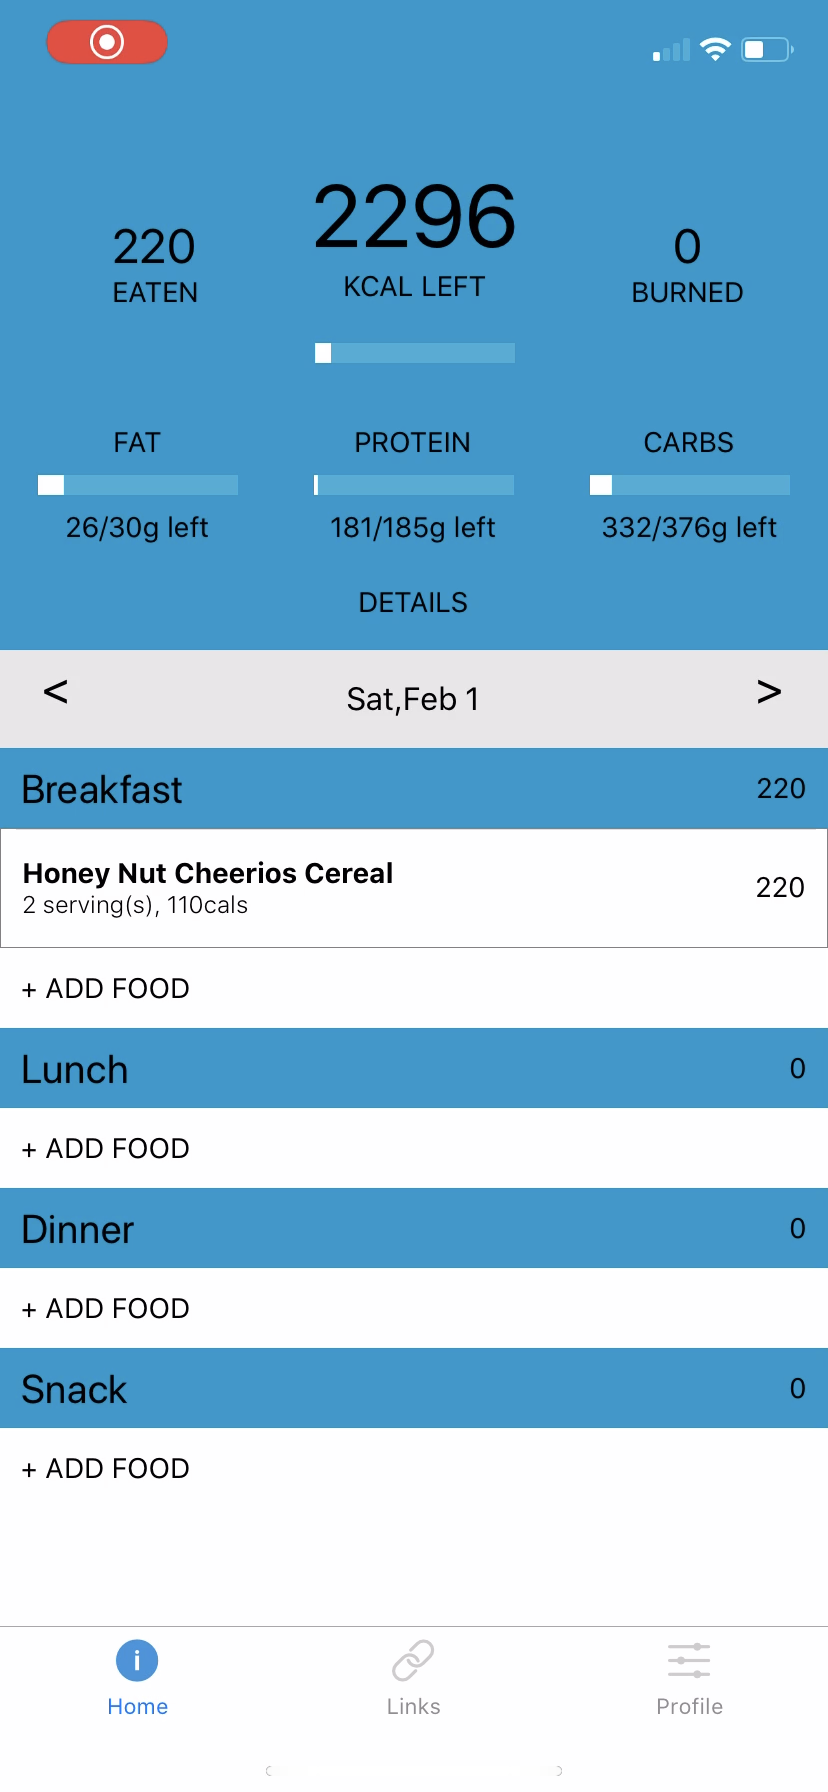 2296
220
0
EATEN
KCAL LEFT
BURNED
FAT
PROTEIN
CARBS
26/30g left
181/185g left
332/376g left
DETAILS
<
Sat,Feb 1
>
Breakfast
220
Honey Nut Cheerios Cereal
2 serving(s), 110cals
220
+ ADD FOOD
Lunch
0
+ ADD FOOD
Dinner
0
+ ADD FOOD
Snack
0
+ ADD FOOD
Home
Links
Profile